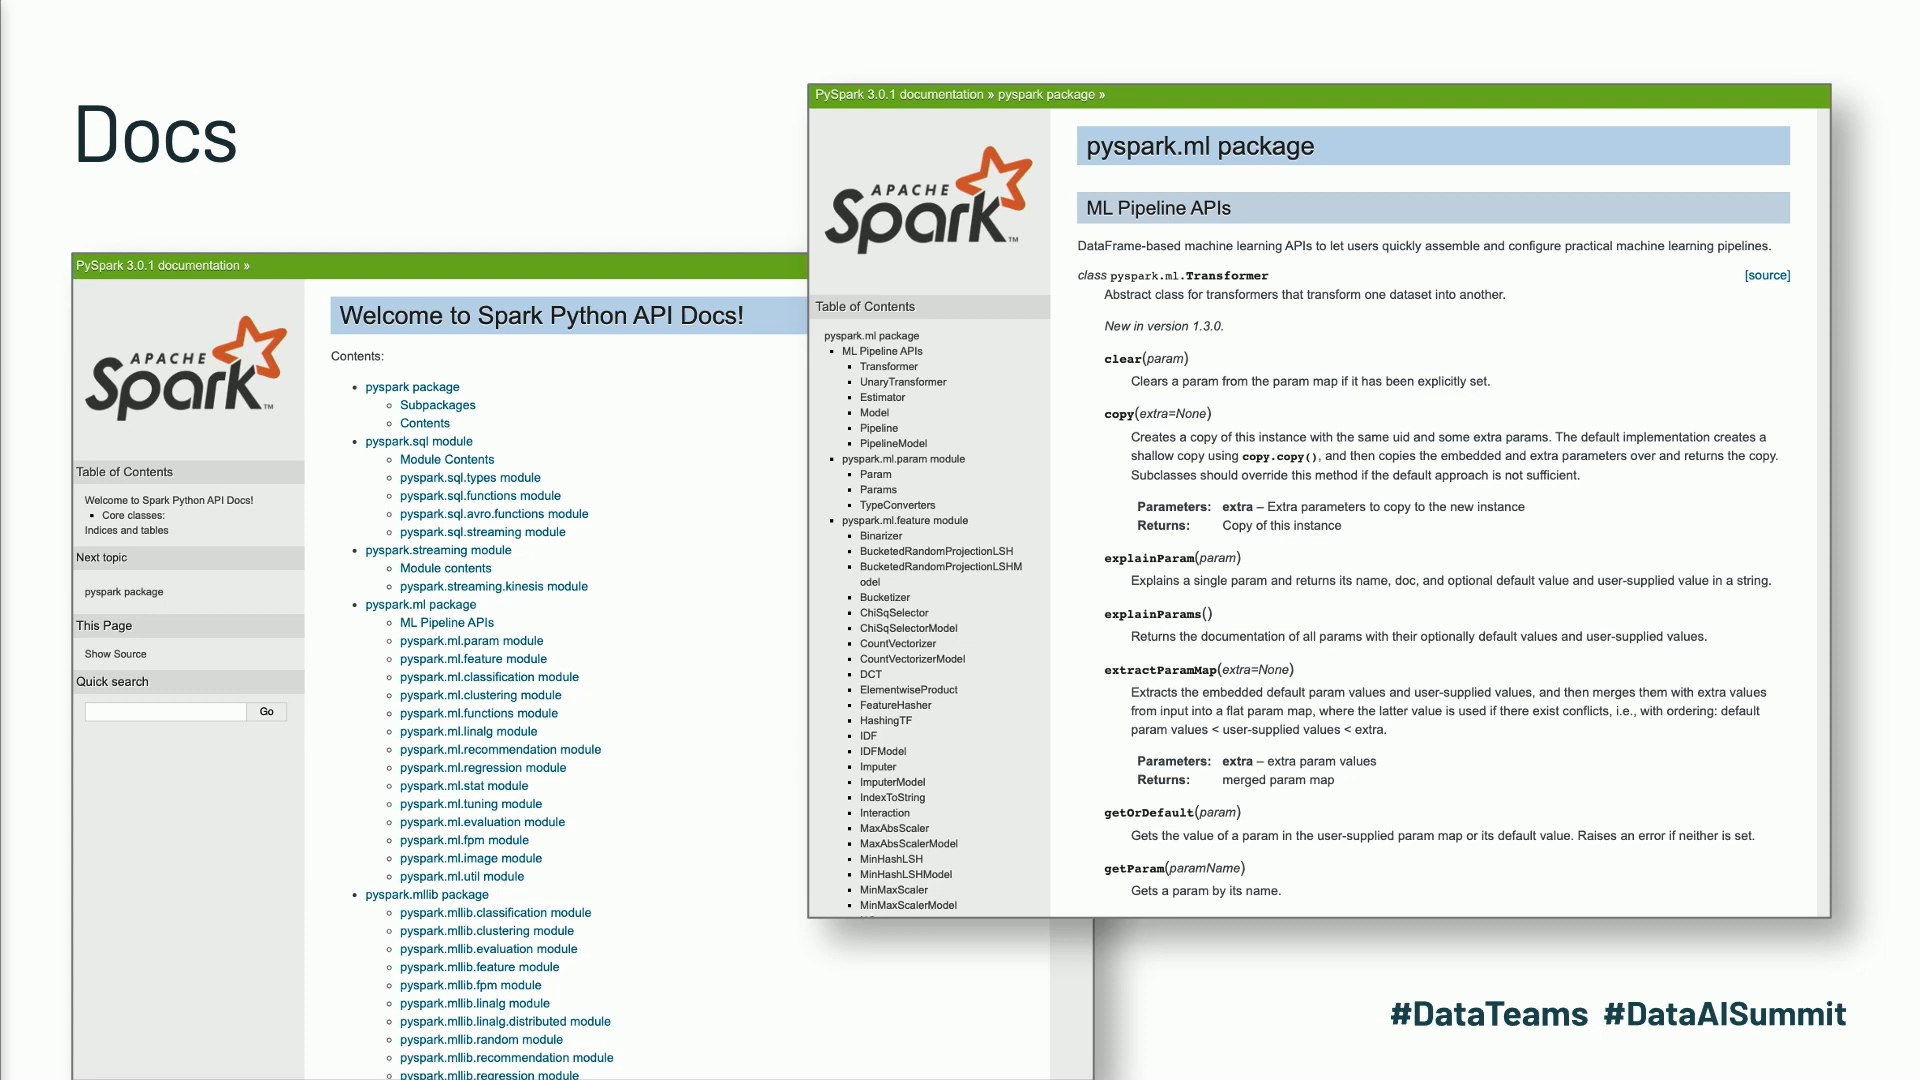 Docs
PySpark 3.0.1 documentation »
APACHE
Spark™
Table of Contents
Welcome to Spark Python API Docs!
Core classes:
Indices and tables
Next topic
pyspark package
This Page
Show Source
Quick search
Go
Welcome to Spark Python API Docs!
Contents:
pyspark package
Subpackages
Contents
pyspark.sql module
Module Contents
pyspark.sql.types module
pyspark.sql.functions module
pyspark.sql.avro.functions module
pyspark.sql.streaming module
pyspark.streaming module
Module contents
pyspark.streaming.kinesis module
pyspark.ml package
ML Pipeline APIs
pyspark.ml.param module
pyspark.ml.feature module
pyspark.ml.classification module
pyspark.ml.clustering module
pyspark.ml.functions module
pyspark.ml.linalg module
pyspark.ml.recommendation module
pyspark.ml.regression module
pyspark.ml.stat module
pyspark.ml.tuning module
pyspark.ml.evaluation module
pyspark.ml.fpm module
pyspark.ml.image module
pyspark.ml.util module
pyspark.mllib package
pyspark.mllib.classification module
pyspark.mllib.clustering module
pyspark.mllib.evaluation module
pyspark.mllib.feature module
pyspark.mllib.fpm module
pyspark.mllib.linalg module
pyspark.mllib.linalg.distributed module
pyspark.mllib.random module
pyspark.mllib.recommendation module
pyspark.mllib.regression module
PySpark 3.0.1 documentation » pyspark package »
APACHE
Spark™
Table of Contents
pyspark.ml package
ML Pipeline APIs
Transformer
UnaryTransformer
Estimator
Model
Pipeline
PipelineModel
pyspark.ml.param module
Param
Params
TypeConverters
pyspark.ml.feature module
Binarizer
BucketedRandomProjectionLSH
BucketedRandomProjectionLSHM
odel
Bucketizer
ChiSqSelector
ChiSqSelectorModel
CountVectorizer
CountVectorizerModel
DCT
ElementwiseProduct
FeatureHasher
HashingTF
IDF
IDFModel
Imputer
ImputerModel
IndexToString
Interaction
MaxAbsScaler
MaxAbsScalerModel
MinHashLSH
MinHashLSHModel
MinMaxScaler
MinMaxScalerModel
pyspark.ml package
ML Pipeline APIs
DataFrame-based machine learning APIs to let users quickly assemble and configure practical machine learning pipelines.
class pyspark.ml.Transformer [source]
Abstract class for transformers that transform one dataset into another.
New in version 1.3.0.
clear(param)
Clears a param from the param map if it has been explicitly set.
copy(extra=None)
Creates a copy of this instance with the same uid and some extra params. The default implementation creates a
shallow copy using copy.copy(), and then copies the embedded and extra parameters over and returns the copy.
Subclasses should override this method if the default approach is not sufficient.
Parameters: extra – Extra parameters to copy to the new instance
Returns: Copy of this instance
explainParam(param)
Explains a single param and returns its name, doc, and optional default value and user-supplied value in a string.
explainParams()
Returns the documentation of all params with their optionally default values and user-supplied values.
extractParamMap(extra=None)
Extracts the embedded default param values and user-supplied values, and then merges them with extra values
from input into a flat param map, where the latter value is used if there exist conflicts, i.e., with ordering: default
param values < user-supplied values < extra.
Parameters: extra – extra param values
Returns: merged param map
getOrDefault(param)
Gets the value of a param in the user-supplied param map or its default value. Raises an error if neither is set.
getParam(paramName)
Gets a param by its name.
#DataTeams #DataAISummit